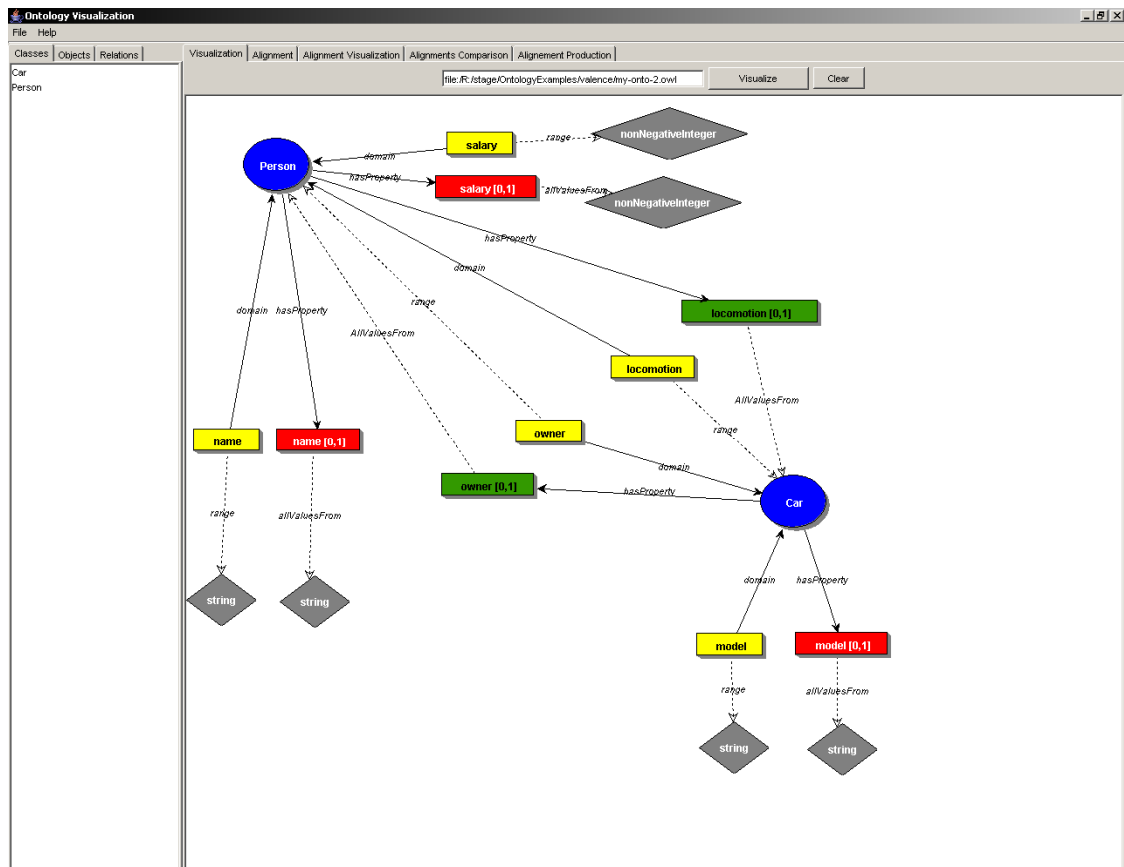 Ontology Visualization
File Help
Classes Objects Relations
Visualization Alignment Alignment Visualization Alignments Comparison Alignement Production
Car
Person
file:/R:/stage/OntologyExamples/valence/my-onto-2.owl Visualize Clear
range
nonNegativeInteger
salary
domain
Person
hasProperty
salary [0,1]
allValuesFrom
nonNegativeInteger
hasProperty
domain
range
domain hasProperty
locomotion [0,1]
AllValuesFrom
locomotion
AllValuesFrom
range
owner
name
name [0,1]
domain
owner [0,1]
hasProperty
Car
range
allValuesFrom
domain
hasProperty
string
string
model
model [0,1]
range
allValuesFrom
string
string